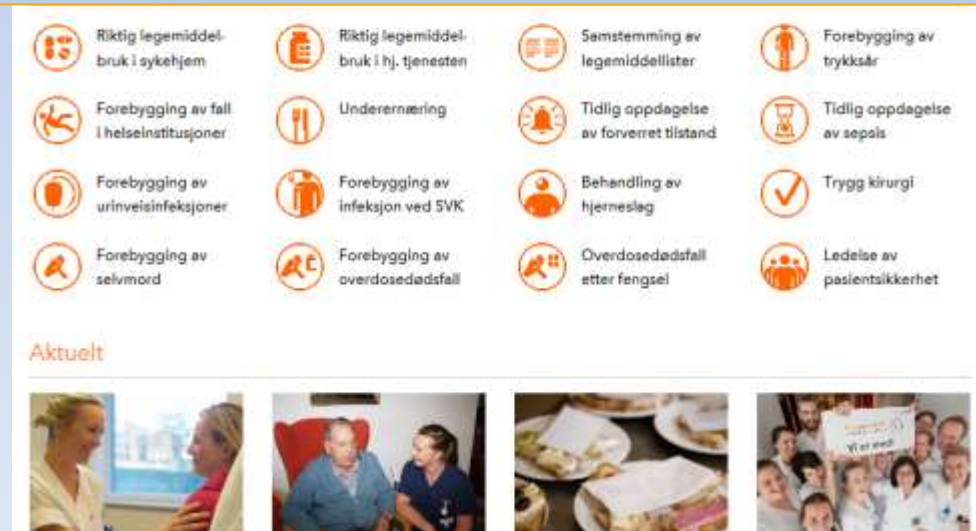 Riktig legemiddel-
bruk i sykehjem
Riktig legemiddel-
bruk i hj. tjenesten
Samstemming av
legemiddellister
Forebygging av
trykksår
Forebygging av fall
i helseinstitusjoner
Underernæring
Tidlig oppdagelse
av forverret tilstand
Tidlig oppdagelse
av sepsis
Forebygging av
urinveisinfeksjoner
Forebygging av
infeksjon ved SVK
Behandling av
hjerneslag
Trygg kirurgi
Forebygging av
selvmord
Forebygging av
overdosedødsfall
Overdosedødsfall
etter fengsel
Ledelse av
pasientsikkerhet
Aktuelt
Vi er med